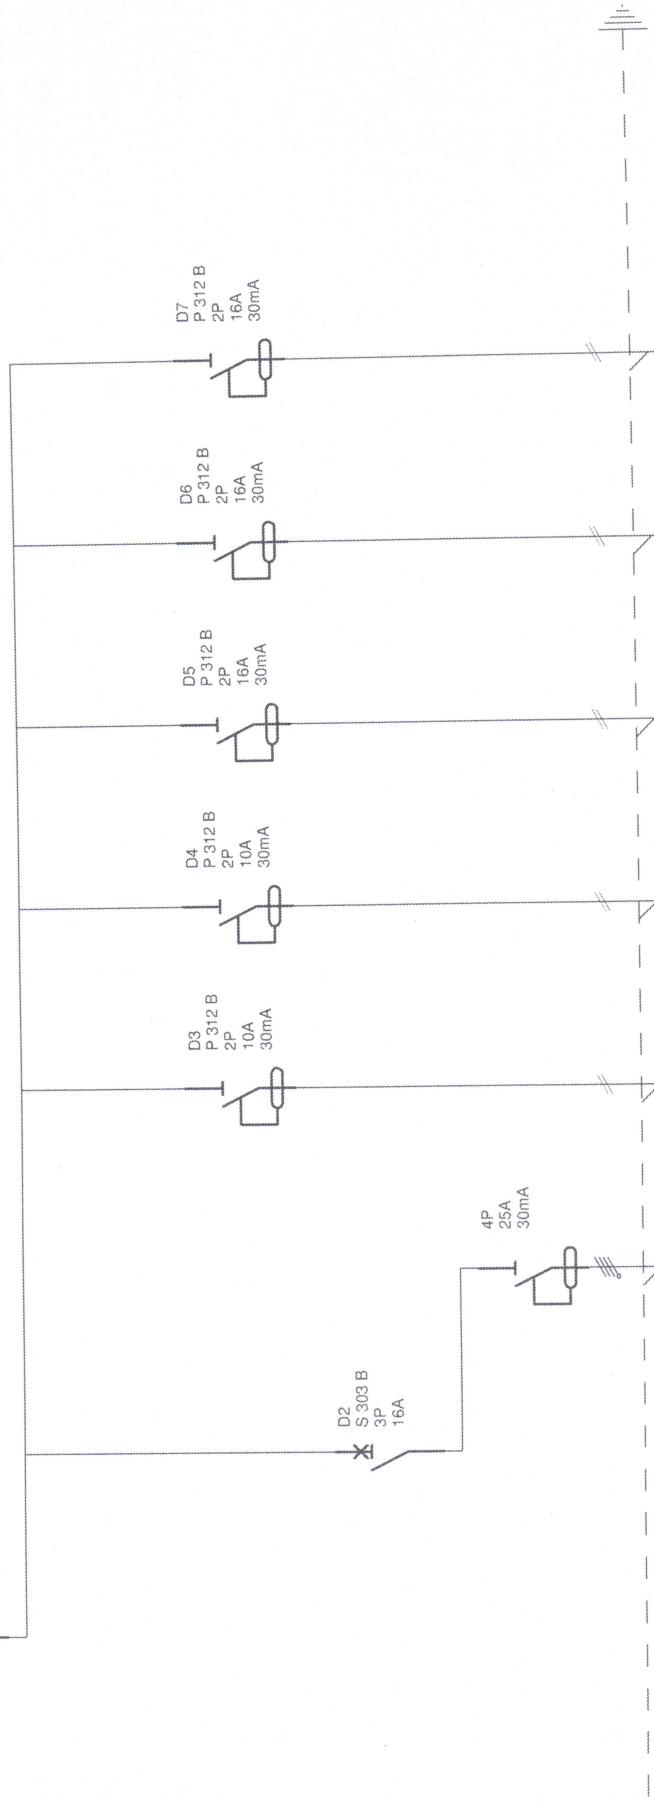 D7
P 312 B
2P
16A
30mA
D6
P 312 B
2P
16A
30mA
D5
P 312 B
2P
16A
30mA
D4
P 312 B
2P
10A
30mA
D3
P 312 B
2P
10A
30mA
4P
25A
30mA
D2
S 303 B
3P
16A